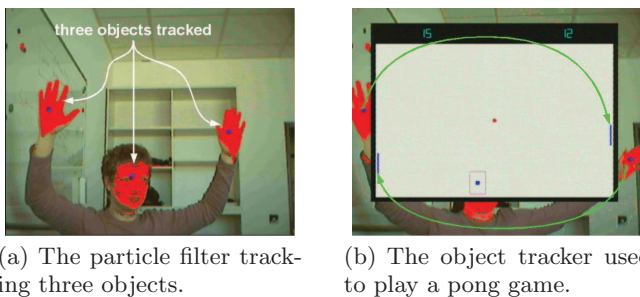 three objects tracked
15 12
(a) The particle filter track-
ing three objects.
(b) The object tracker used
to play a pong game.